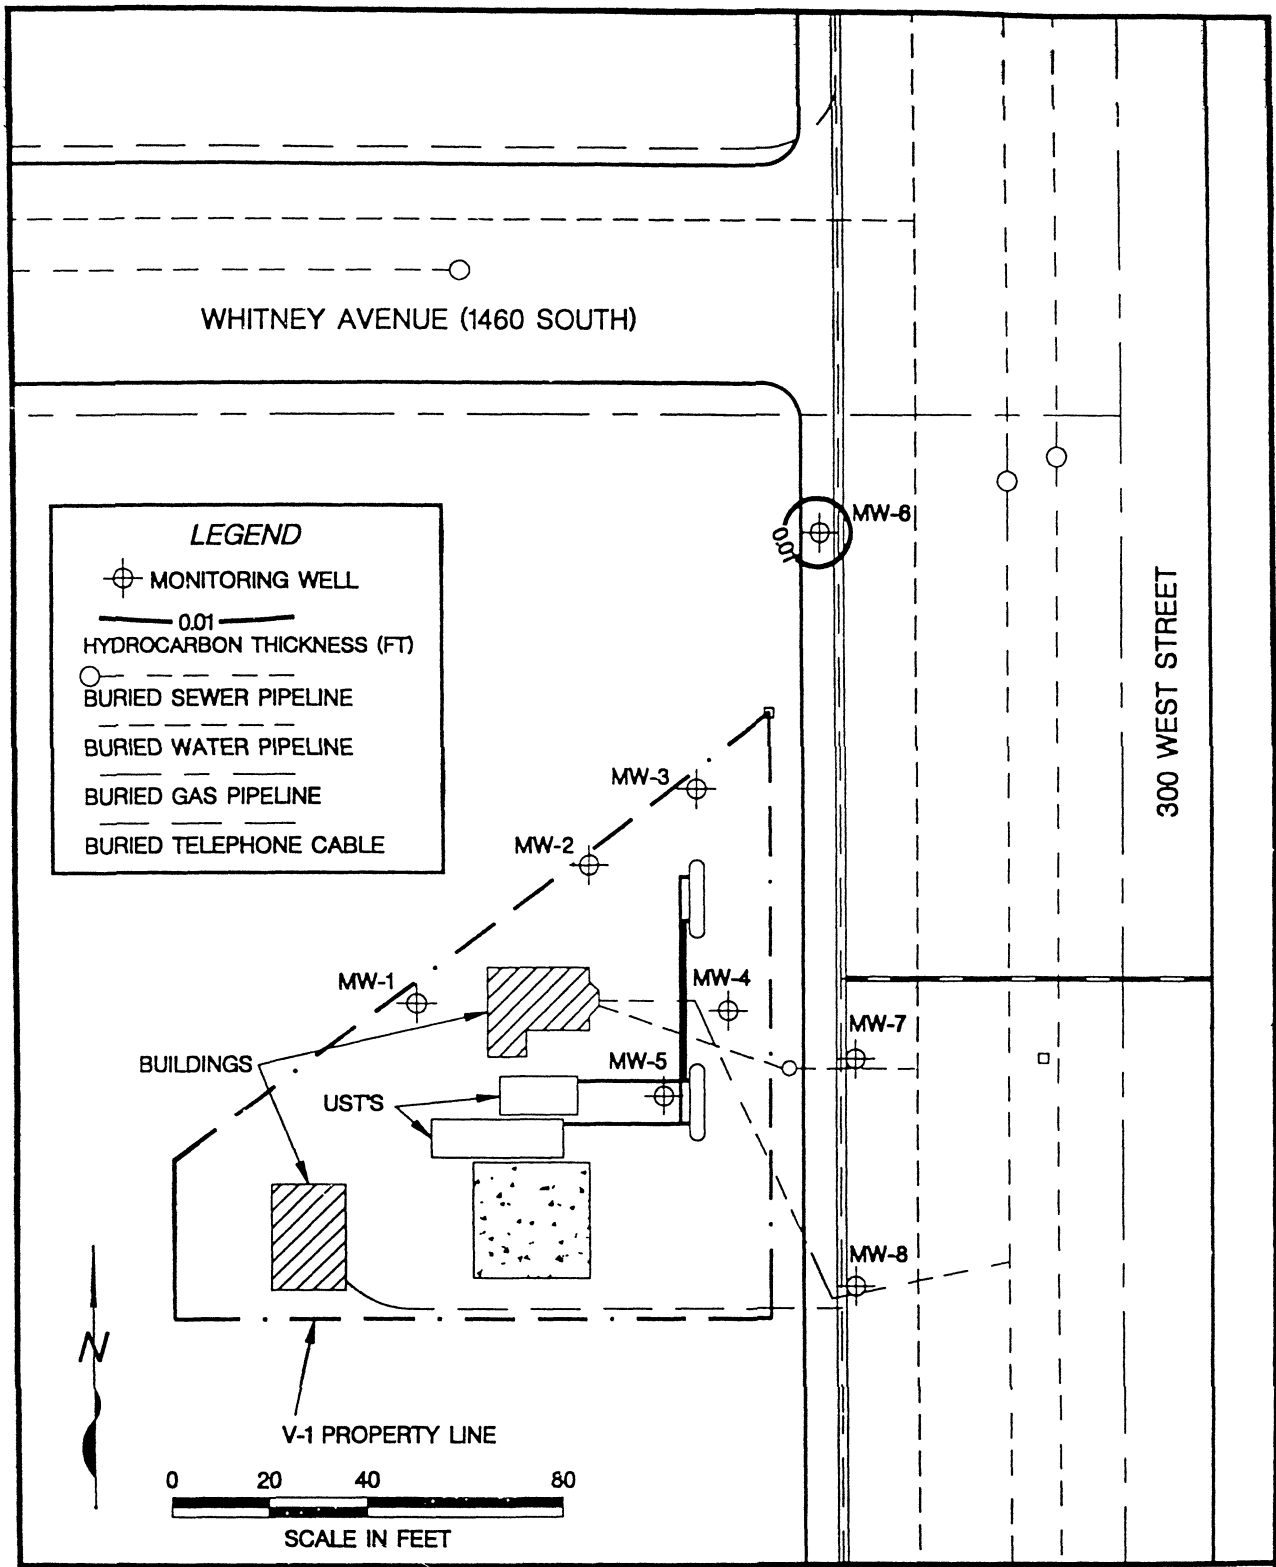 WHITNEY AVENUE (1460 SOUTH)
MW-6
0.01
LEGEND
MONITORING WELL
0.01
HYDROCARBON THICKNESS (FT)
BURIED SEWER PIPELINE
BURIED WATER PIPELINE
BURIED GAS PIPELINE
BURIED TELEPHONE CABLE
300 WEST STREET
MW-3
MW-2
MW-1
MW-4
MW-7
BUILDINGS
MW-5
UST'S
MW-8
N
V-1 PROPERTY LINE
0 20 40 80
SCALE IN FEET